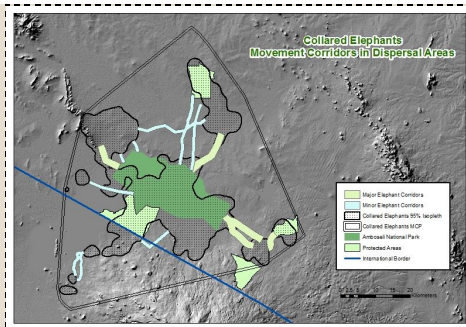 Collared Elephants
Movement Corridors in Dispersal Areas
Major Elephant Corridors
Minor Elephant Corridors
Collared Elephants 95% Isopleth
Collared Elephants MCP
Amboseli National Park
Protected Areas
International Border
Kilometers